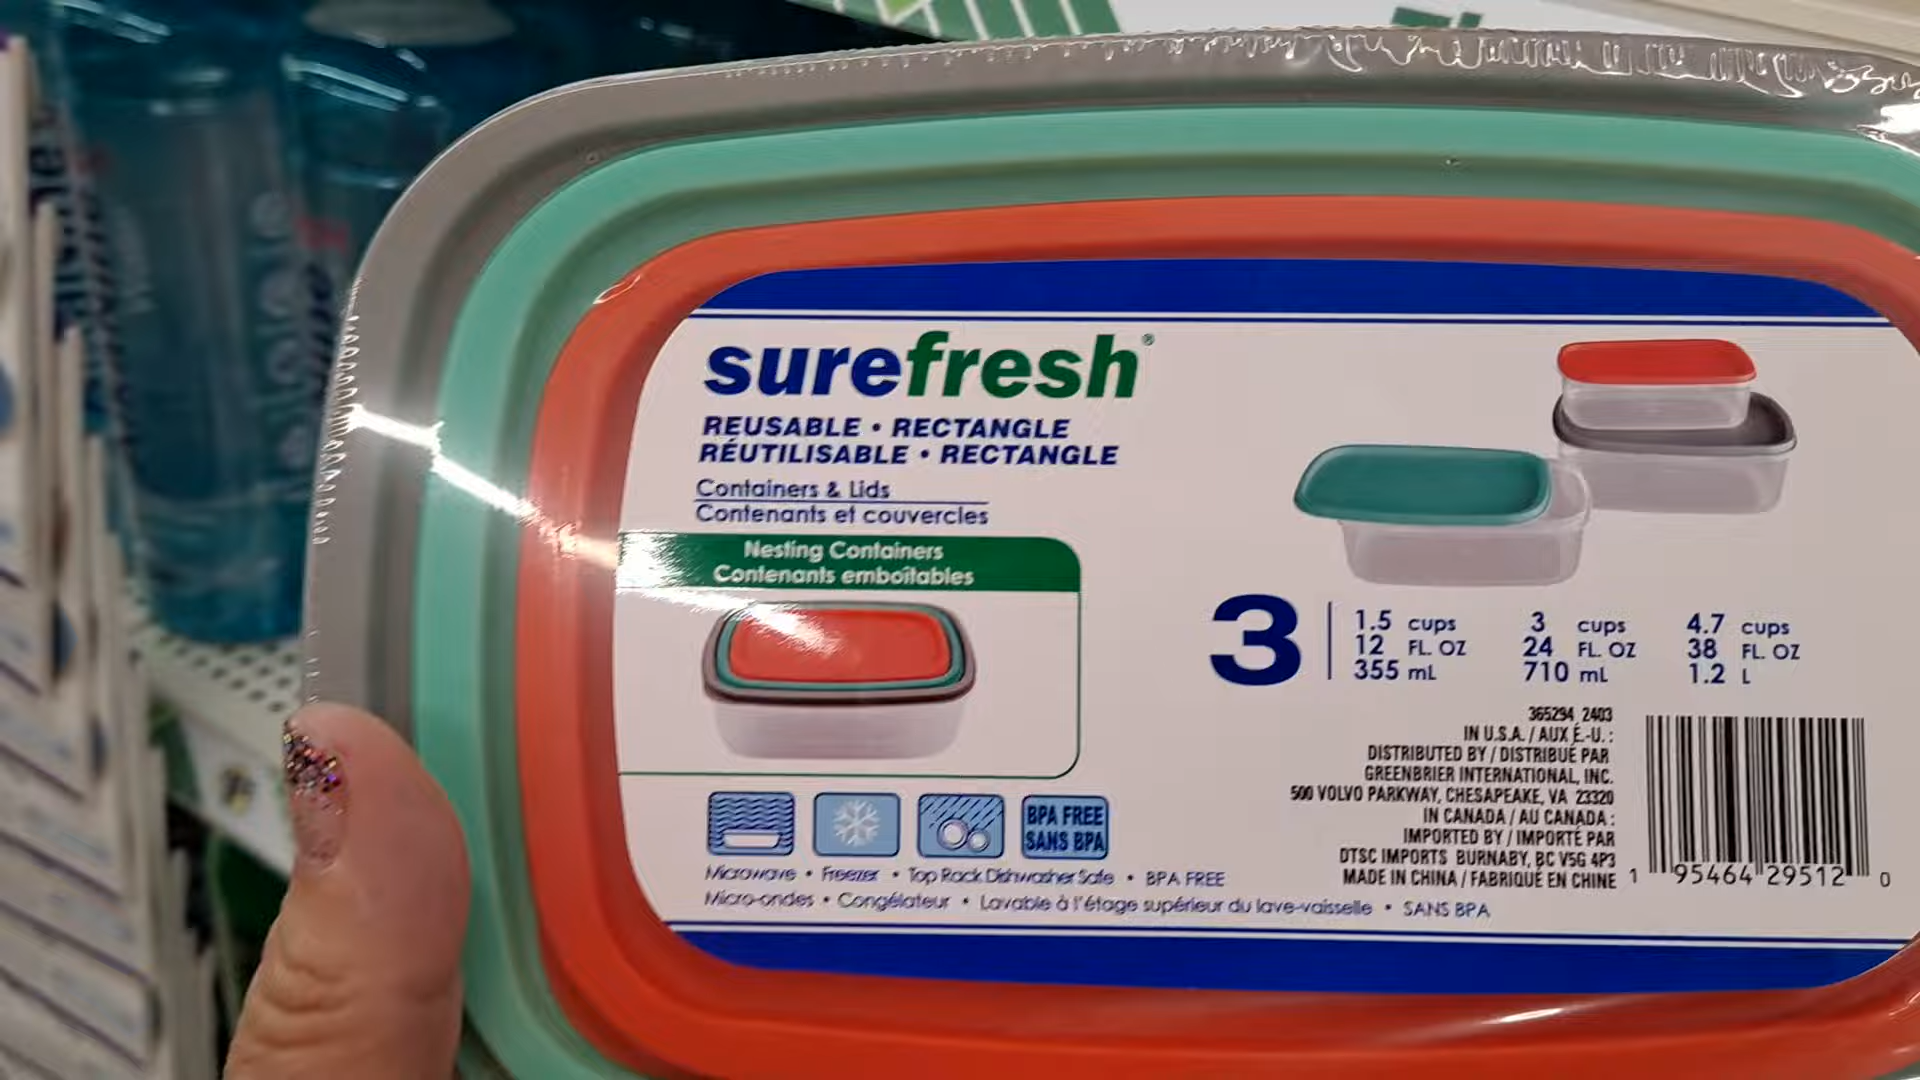 surefresh®
REUSABLE • RECTANGLE
RÉUTILISABLE • RECTANGLE
Containers & Lids
Contenants et couvercles
Nesting Containers
Contenants emboîtables
3
1.5 cups
12 FL. OZ
355 mL
3 cups
24 FL. OZ
710 mL
4.7 cups
38 FL. OZ
1.2 L
365294 2403
IN U.S.A. / AUX É.-U. :
DISTRIBUTED BY / DISTRIBUÉ PAR
GREENBRIER INTERNATIONAL, INC.
500 VOLVO PARKWAY, CHESAPEAKE, VA 23320
IN CANADA / AU CANADA :
IMPORTED BY / IMPORTÉ PAR
DTSC IMPORTS BURNABY, BC V5G 4P3
MADE IN CHINA / FABRIQUÉ EN CHINE
1 95464 29512 0
BPA FREE
SANS BPA
Microwave • Freezer • Top Rack Dishwasher Safe • BPA FREE
Micro-ondes • Congélateur • Lavable à l'étage supérieur du lave-vaisselle • SANS BPA